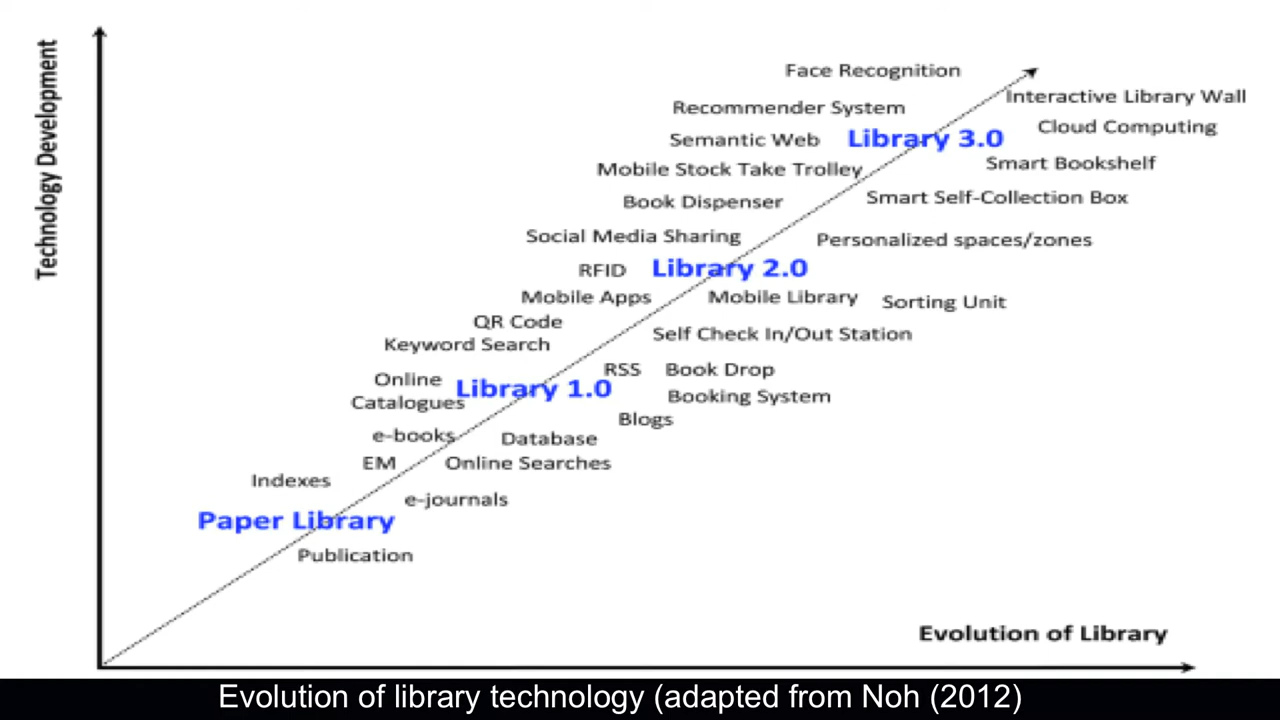 Technology Development
Face Recognition
Interactive Library Wall
Recommender System
Cloud Computing
Semantic Web
Library 3.0
Smart Bookshelf
Mobile Stock Take Trolley
Smart Self-Collection Box
Book Dispenser
Social Media Sharing
Personalized spaces/zones
RFID
Library 2.0
Mobile Apps
Mobile Library
Sorting Unit
QR Code
Self Check In/Out Station
Keyword Search
RSS
Book Drop
Online
Catalogues
Library 1.0
Booking System
Blogs
e-books
Database
EM
Online Searches
Indexes
e-journals
Paper Library
Publication
Evolution of Library
Evolution of library technology (adapted from Noh (2012)